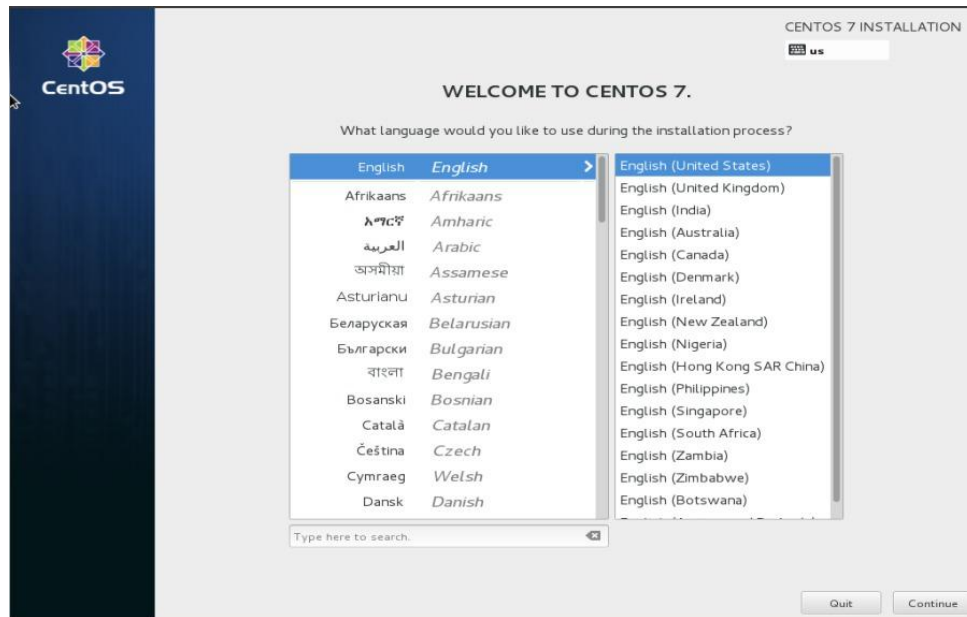 CENTOS 7 INSTALLATION
us
CentOS
WELCOME TO CENTOS 7.
What language would you like to use during the installation process?
English English
Afrikaans Afrikaans
አማርኛ Amharic
العربية Arabic
অসমীয়া Assamese
Asturianu Asturian
Беларуская Belarusian
Български Bulgarian
বাংলা Bengali
Bosanski Bosnian
Català Catalan
Čeština Czech
Cymraeg Welsh
Dansk Danish
English (United States)
English (United Kingdom)
English (India)
English (Australia)
English (Canada)
English (Denmark)
English (Ireland)
English (New Zealand)
English (Nigeria)
English (Hong Kong SAR China)
English (Philippines)
English (Singapore)
English (South Africa)
English (Zambia)
English (Zimbabwe)
English (Botswana)
Type here to search.
Quit Continue